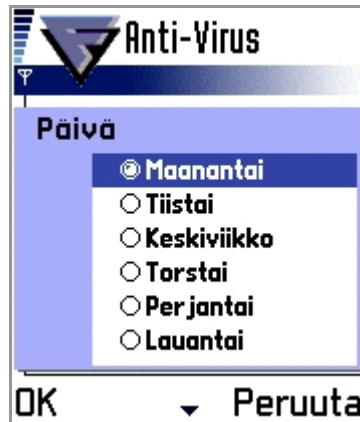 Anti-Virus
Päivä
Maanantai
Tiistai
Keskiviikko
Torstai
Perjantai
Lauantai
OK
Peruuta